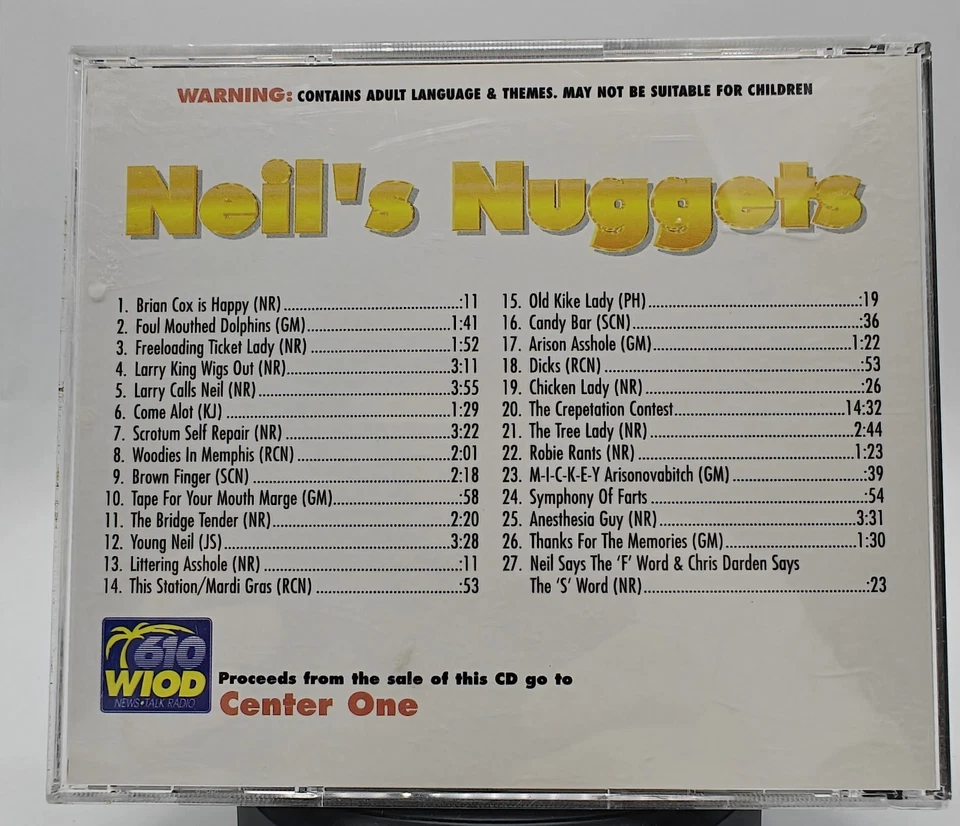 WARNING: CONTAINS ADULT LANGUAGE & THEMES. MAY NOT BE SUITABLE FOR CHILDREN
Neil's Nuggets
1. Brian Cox is Happy (NR)..............................:11
2. Foul Mouthed Dolphins (GM)..............................1:41
3. Freeloading Ticket Lady (NR)..............................1:52
4. Larry King Wigs Out (NR)..............................3:11
5. Larry Calls Neil (NR)..............................3:55
6. Come Alot (KJ)..............................1:29
7. Scrotum Self Repair (NR)..............................3:22
8. Woodies In Memphis (RCN)..............................2:01
9. Brown Finger (SCN)..............................2:18
10. Tape For Your Mouth Marge (GM)..............................:58
11. The Bridge Tender (NR)..............................2:20
12. Young Neil (JS)..............................3:28
13. Littering Asshole (NR)..............................:11
14. This Station/Mardi Gras (RCN)..............................:53
15. Old Kike Lady (PH)..............................:19
16. Candy Bar (SCN)..............................:36
17. Arison Asshole (GM)..............................1:22
18. Dicks (RCN)..............................:53
19. Chicken Lady (NR)..............................:26
20. The Crepetation Contest..............................14:32
21. The Tree Lady (NR)..............................2:44
22. Robie Rants (NR)..............................1:23
23. M-I-C-K-E-Y Arisonovabitch (GM)..............................:39
24. Symphony Of Farts..............................:54
25. Anesthesia Guy (NR)..............................3:31
26. Thanks For The Memories (GM)..............................1:30
27. Neil Says The 'F' Word & Chris Darden Says
The 'S' Word (NR)..............................:23
610
WIOD
NEWS•TALK RADIO
Proceeds from the sale of this CD go to
Center One